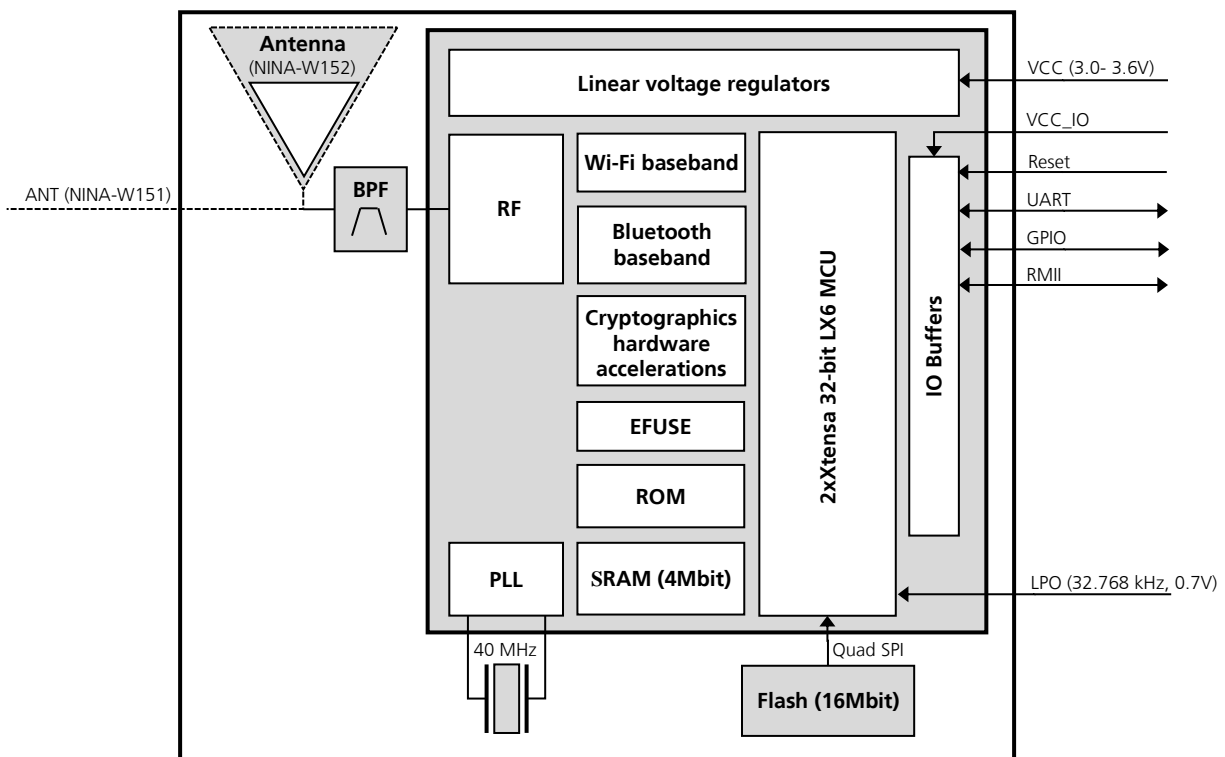 Antenna
(NINA-W152)
Linear voltage regulators
VCC (3.0- 3.6V)
VCC_IO
Reset
UART
GPIO
RMII
ANT (NINA-W151)
BPF
RF
Wi-Fi baseband
Bluetooth
baseband
Cryptographics
hardware
accelerations
EFUSE
ROM
SRAM (4Mbit)
PLL
2xXtensa 32-bit LX6 MCU
IO Buffers
LPO (32.768 kHz, 0.7V)
40 MHz
Quad SPI
Flash (16Mbit)